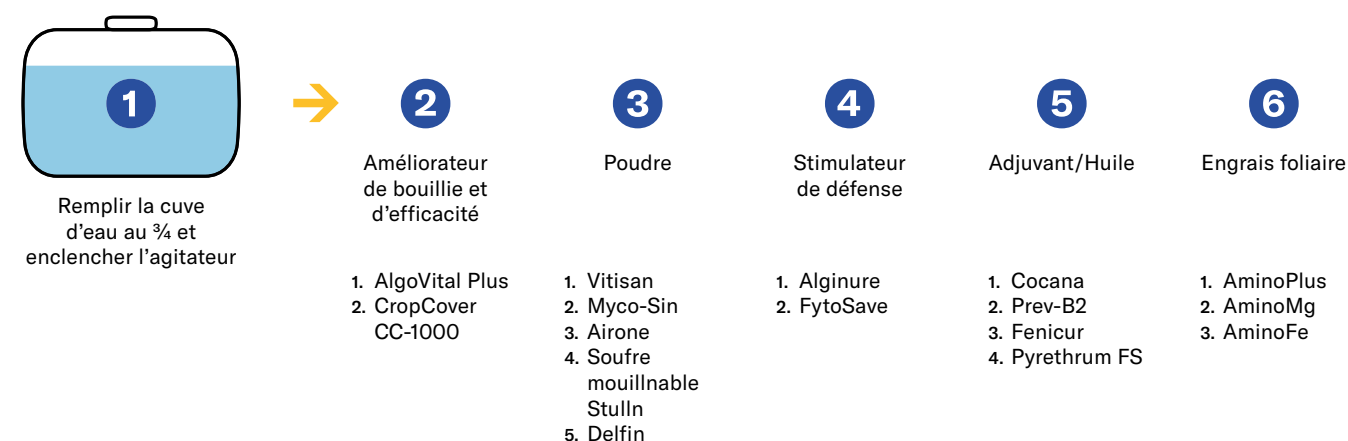 1
Remplir la cuve
d’eau au ¾ et
enclencher l’agitateur
2
Améliorateur
de bouillie et
d’efficacité
1. AlgoVital Plus
2. CropCover
CC-1000
3
Poudre
1. Vitisan
2. Myco-Sin
3. Airone
4. Soufre
mouillnable
Stulln
5. Delfin
4
Stimulateur
de défense
1. Alginure
2. FytoSave
5
Adjuvant/Huile
1. Cocana
2. Prev-B2
3. Fenicur
4. Pyrethrum FS
6
Engrais foliaire
1. AminoPlus
2. AminoMg
3. AminoFe